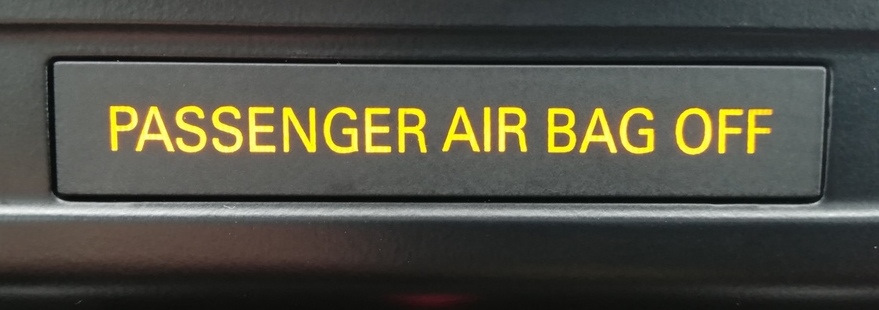 PASSENGER AIR BAG OFF